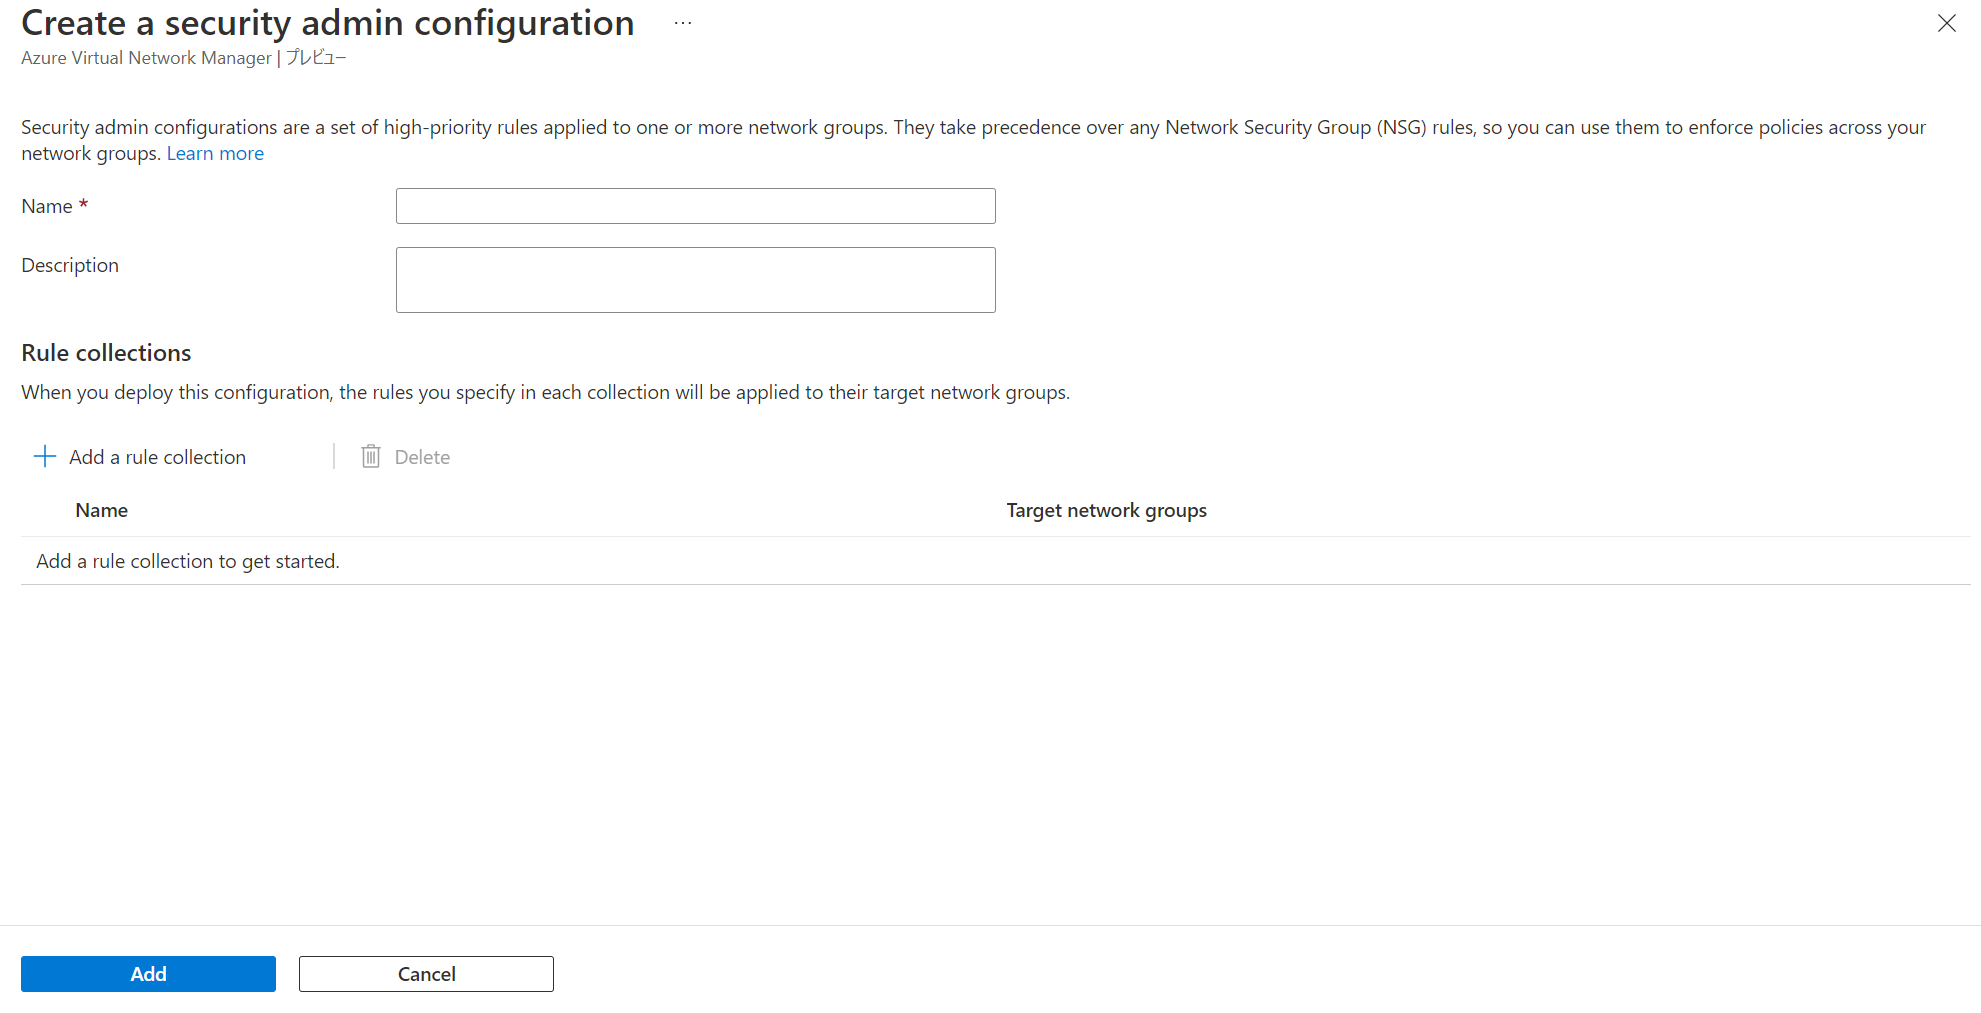 Create a security admin configuration ...
Azure Virtual Network Manager | プレビュー
Security admin configurations are a set of high-priority rules applied to one or more network groups. They take precedence over any Network Security Group (NSG) rules, so you can use them to enforce policies across your
network groups. Learn more
Name *
Description
Rule collections
When you deploy this configuration, the rules you specify in each collection will be applied to their target network groups.
Add a rule collection Delete
Name Target network groups
Add a rule collection to get started.
Add Cancel